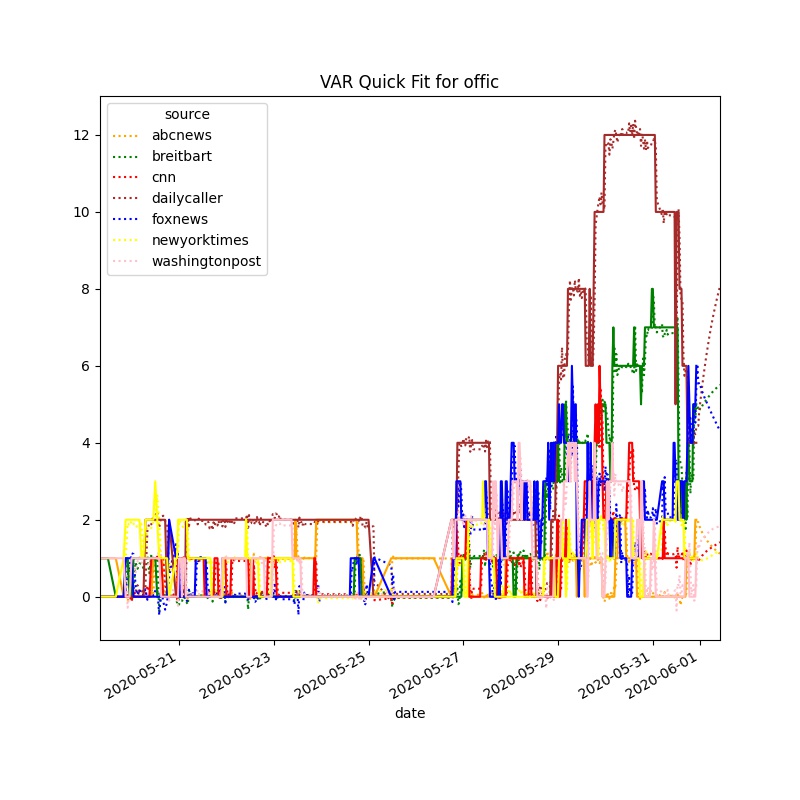 VAR Quick Fit for offic
source
abcnews
breitbart
cnn
dailycaller
foxnews
newyorktimes
washingtonpost
12
10
8
6
4
2
0
2020-05-21
2020-05-23
2020-05-25
2020-05-27
2020-05-29
2020-05-31
2020-06-01
date